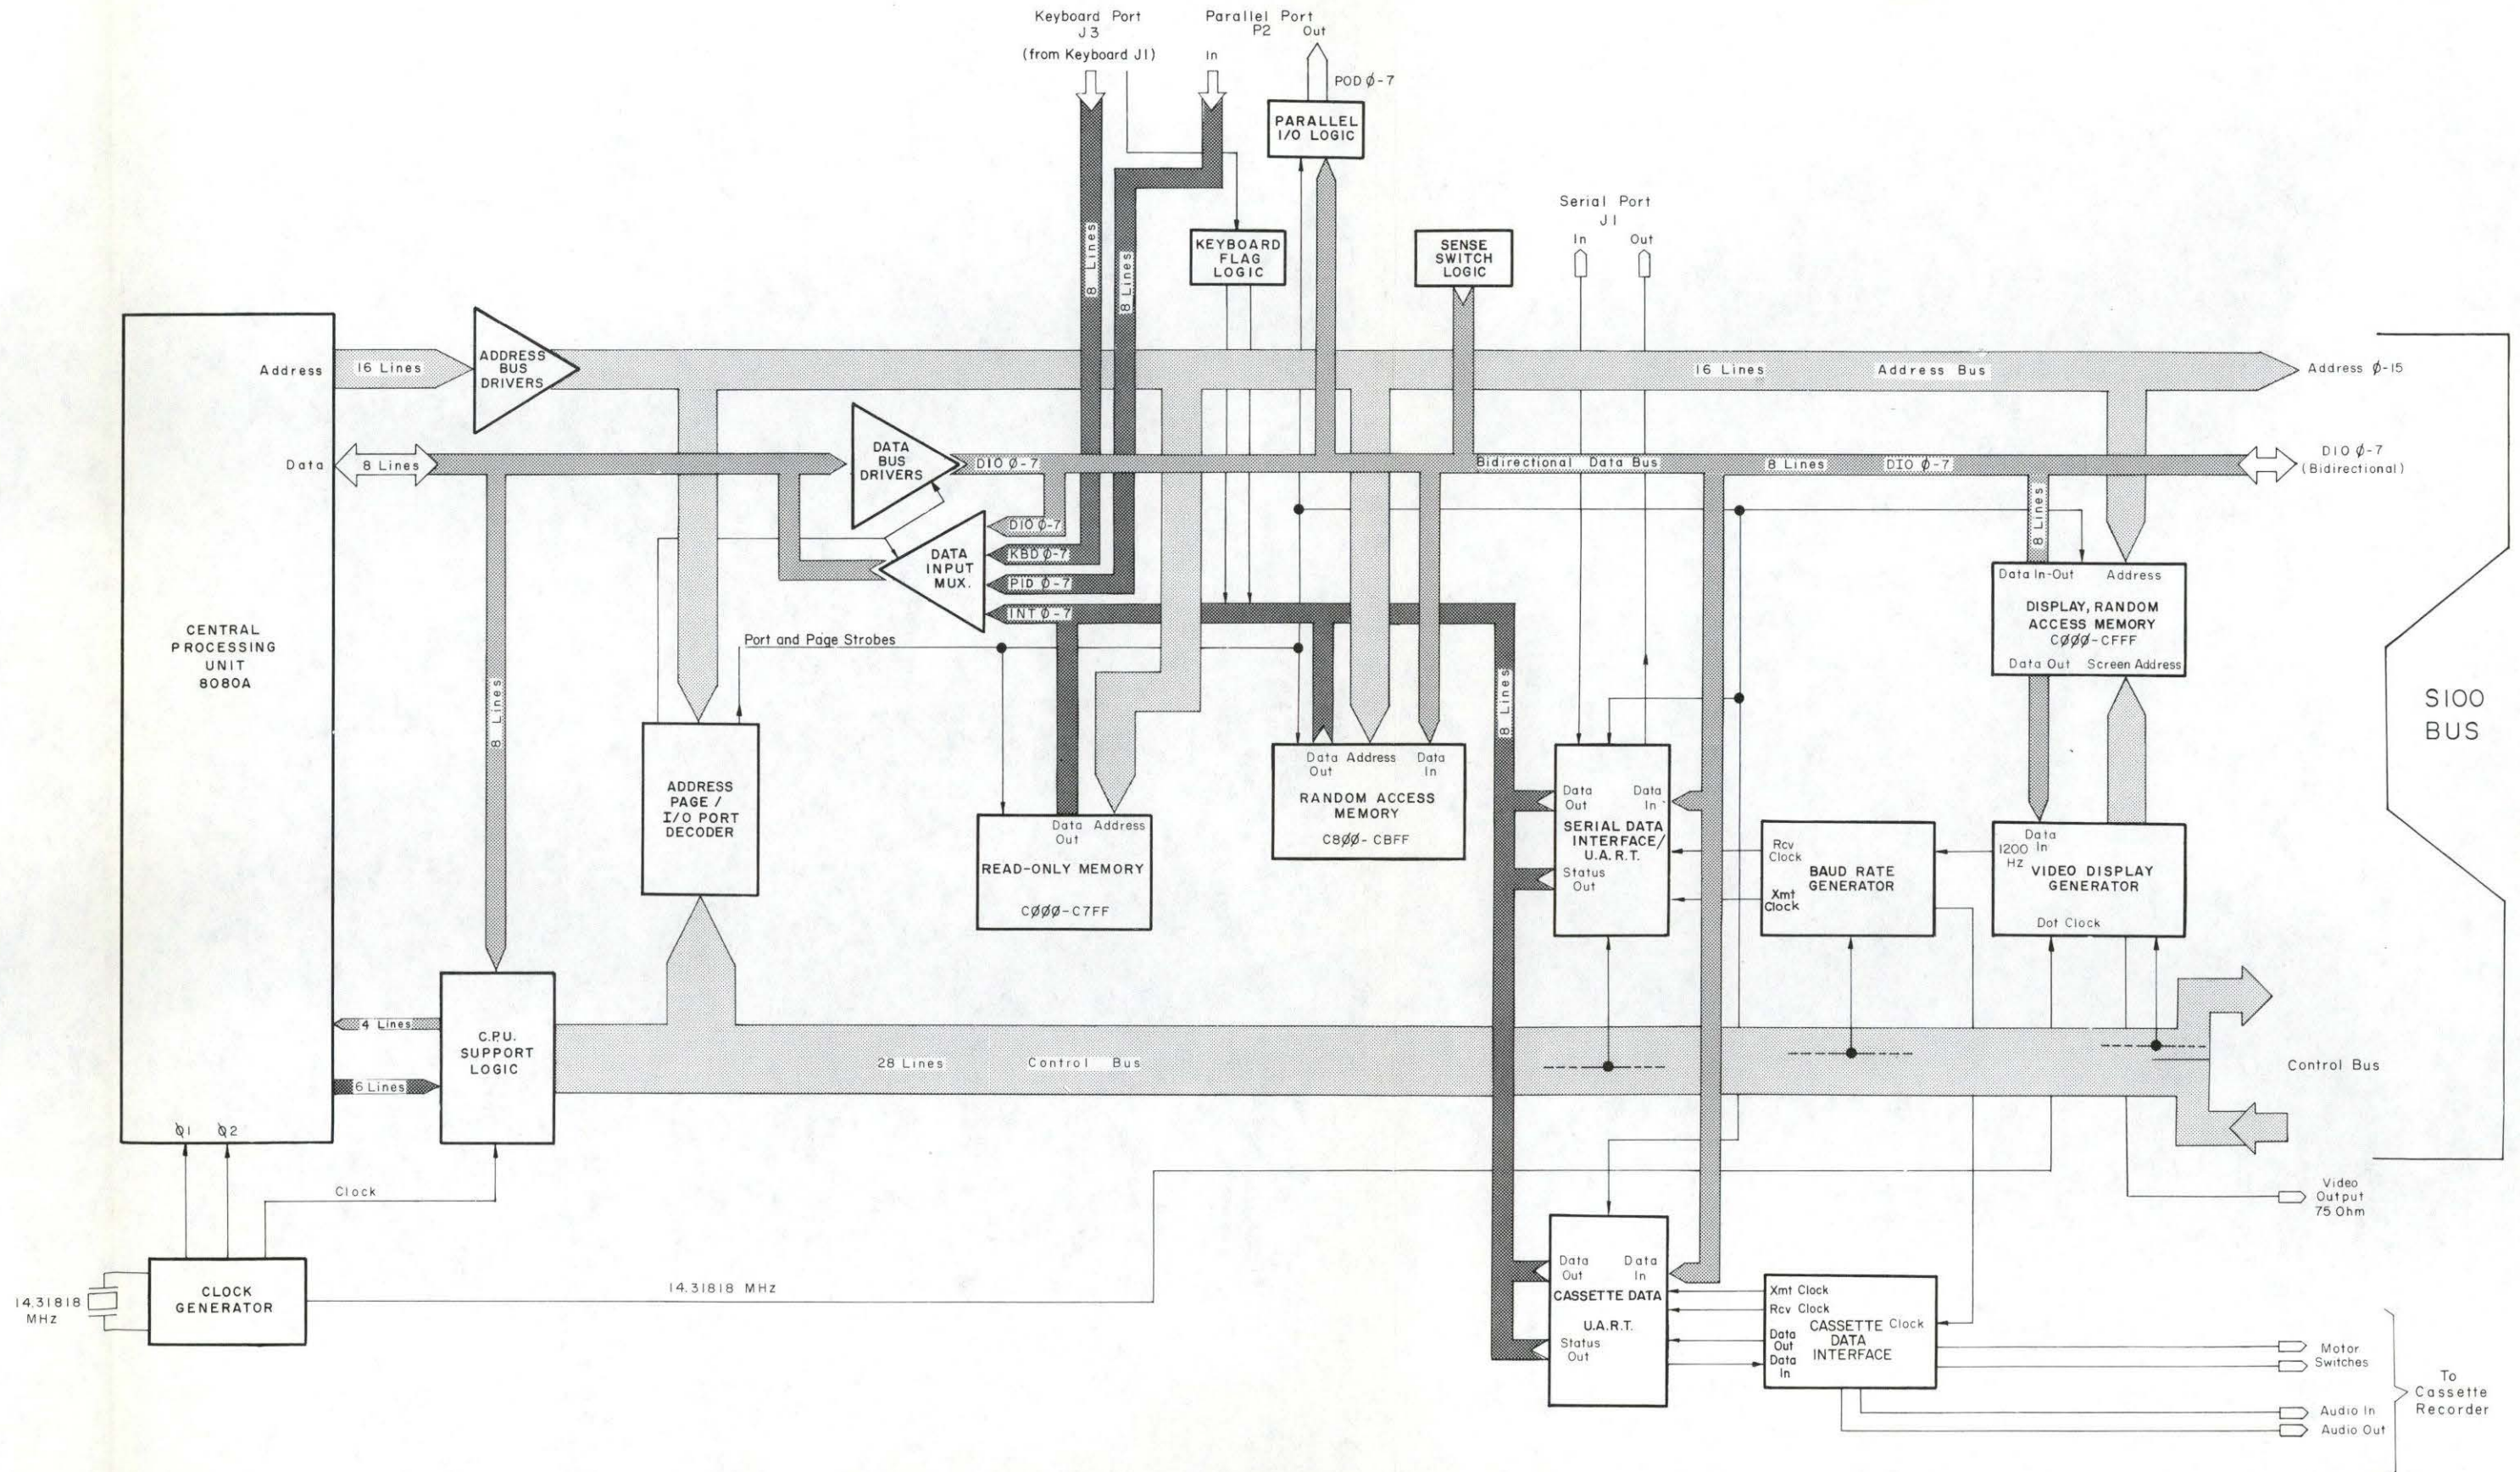 Keyboard Port
J3
(from Keyboard J1)
Parallel Port
P2
In
Out
PODØ-7
PARALLEL
I/O LOGIC
KEYBOARD
FLAG
LOGIC
SENSE
SWITCH
LOGIC
Serial Port
J1
In
Out
8 Lines
8 Lines
CENTRAL
PROCESSING
UNIT
8080A
Address
16 Lines
ADDRESS
BUS
DRIVERS
16 Lines
Address Bus
Address Ø-15
Data
8 Lines
DATA
BUS
DRIVERS
DIO Ø-7
Bidirectional Data Bus
8 Lines
DIO Ø-7
DIO Ø-7
(Bidirectional)
DATA
INPUT
MUX.
DIO Ø-7
KBD Ø-7
PID Ø-7
INT Ø-7
8 Lines
Data In-Out
Address
DISPLAY, RANDOM
ACCESS MEMORY
CØØØ-CFFF
Data Out
Screen Address
S100
BUS
8 Lines
Port and Page Strobes
8 Lines
ADDRESS
PAGE /
I/O PORT
DECODER
Data
Out
Address
READ-ONLY MEMORY
CØØØ-C7FF
Data
Out
Address
Data
In
RANDOM ACCESS
MEMORY
C8ØØ- CBFF
Data
Out
Data
In
SERIAL DATA
INTERFACE/
U.A.R.T.
Status
Out
Rcv
Clock
Xmt
Clock
BAUD RATE
GENERATOR
Data
In
1200
Hz
VIDEO DISPLAY
GENERATOR
Dot Clock
4 Lines
6 Lines
C.P.U.
SUPPORT
LOGIC
28 Lines
Control Bus
Control Bus
Ø1
Ø2
Clock
14.31818
MHz
CLOCK
GENERATOR
14.31818 MHz
Video
Output
75 Ohm
Data
Out
Data
In
CASSETTE DATA
U.A.R.T.
Status
Out
Xmt Clock
Rcv Clock
Data
Out
Data
In
CASSETTE
DATA
INTERFACE
Clock
Motor
Switches
Audio In
Audio Out
To
Cassette
Recorder